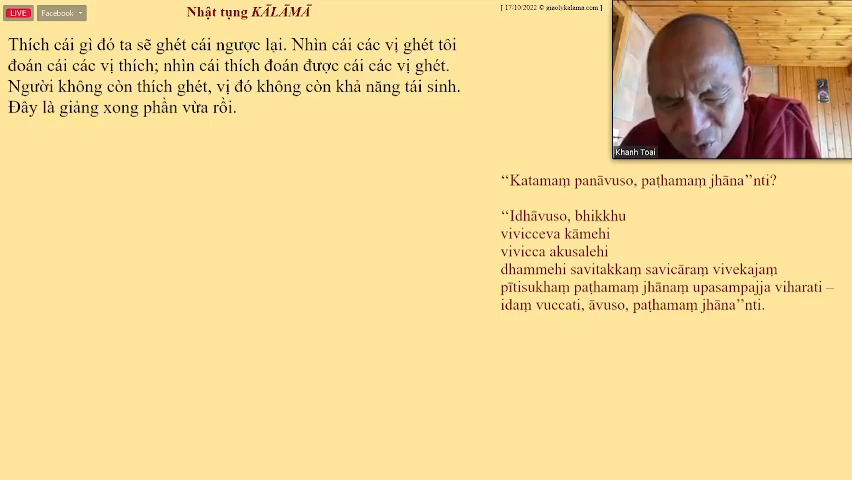 LIVE
Facebook
Nhật tụng KĀLĀMĀ
[ 17/10/2022 © giaolykalama.com ]
Thích cái gì đó ta sẽ ghét cái ngược lại. Nhìn cái các vị ghét tôi
đoán cái các vị thích; nhìn cái thích đoán được cái các vị ghét.
Người không còn thích ghét, vị đó không còn khả năng tái sinh.
Đây là giảng xong phần vừa rồi.
Khanh Toai
“Katamaṃ panāvuso, paṭhamaṃ jhāna”nti?
“Idhāvuso, bhikkhu
vivicceva kāmehi
vivicca akusalehi
dhammehi savitakkaṃ savicāraṃ vivekajaṃ
pītisukhaṃ paṭhamaṃ jhānaṃ upasampajja viharati –
idaṃ vuccati, āvuso, paṭhamaṃ jhāna”nti.